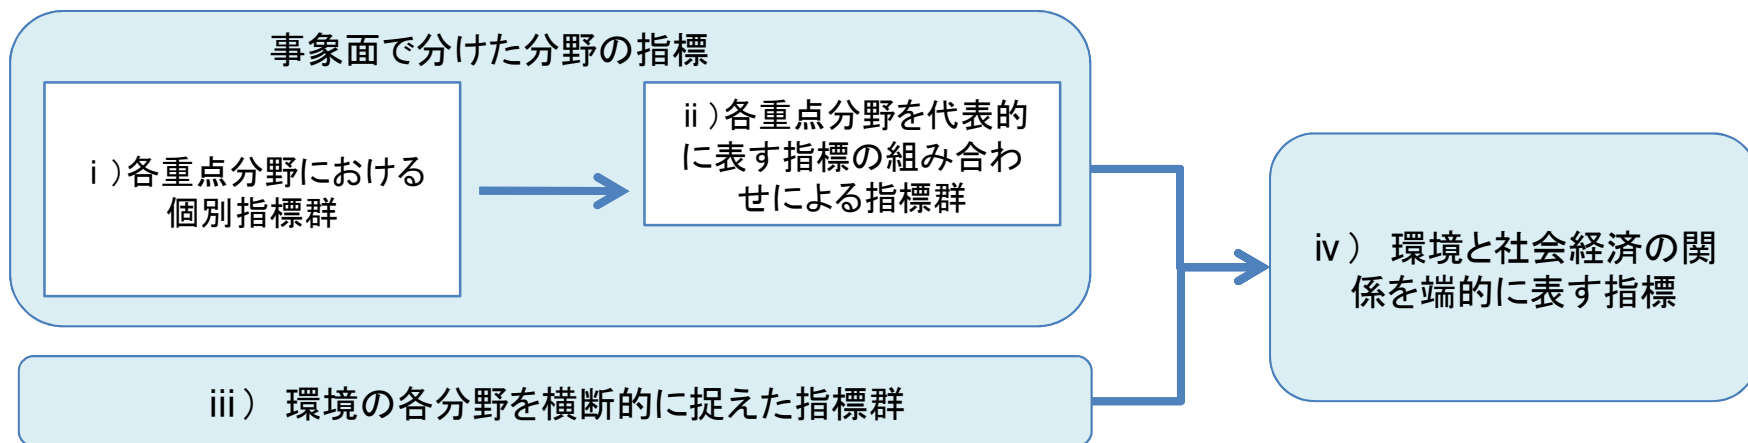 事象面で分けた分野の指標
ⅰ）各重点分野における
個別指標群
ⅱ）各重点分野を代表的
に表す指標の組み合わ
せによる指標群
ⅲ） 環境の各分野を横断的に捉えた指標群
ⅳ） 環境と社会経済の関
係を端的に表す指標